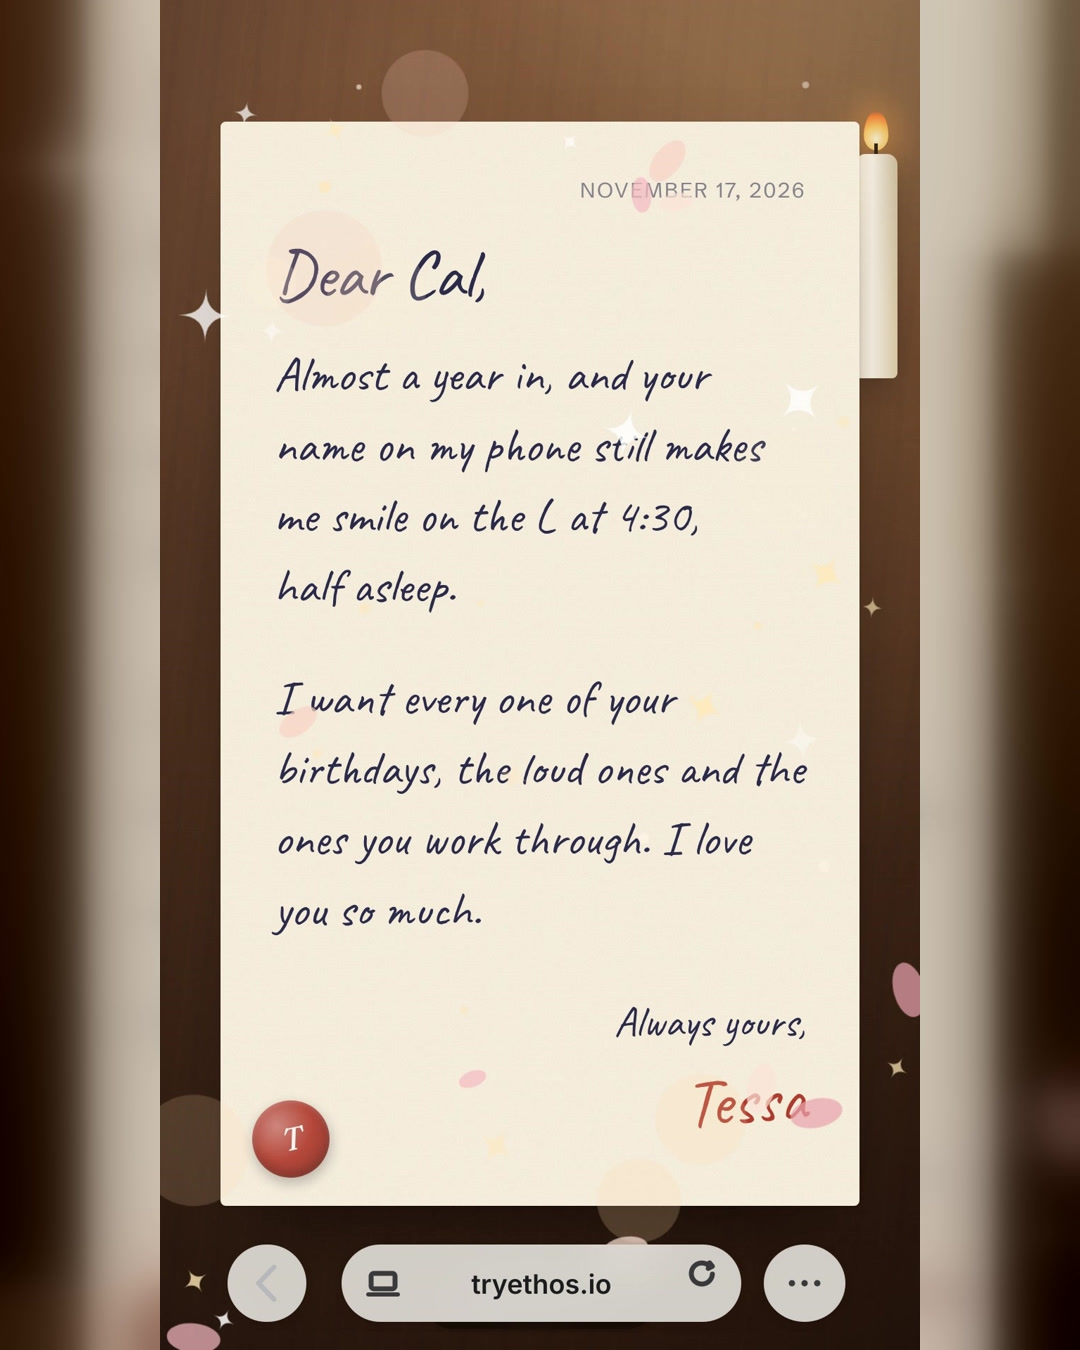 NOVEMBER 17, 2026
Dear Cal,
Almost a year in, and your
name on my phone still makes
me smile on the L at 4:30,
half asleep.
I want every one of your
birthdays, the loud ones and the
ones you work through. I love
you so much.
Always yours,
Tessa
T
tryethos.io